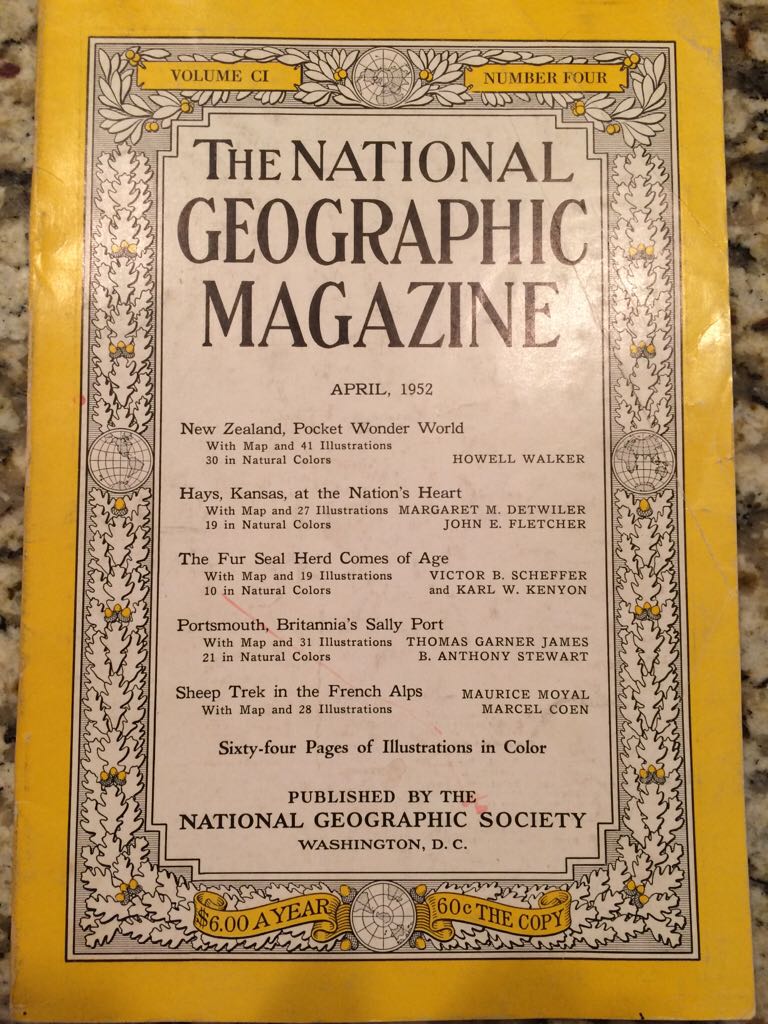 VOLUME CI NUMBER FOUR
THE NATIONAL
GEOGRAPHIC
MAGAZINE
APRIL, 1952
New Zealand, Pocket Wonder World
With Map and 41 Illustrations
30 in Natural Colors HOWELL WALKER
Hays, Kansas, at the Nation's Heart
With Map and 27 Illustrations MARGARET M. DETWILER
19 in Natural Colors JOHN E. FLETCHER
The Fur Seal Herd Comes of Age
With Map and 19 Illustrations VICTOR B. SCHEFFER
10 in Natural Colors and KARL W. KENYON
Portsmouth, Britannia's Sally Port
With Map and 31 Illustrations THOMAS GARNER JAMES
21 in Natural Colors B. ANTHONY STEWART
Sheep Trek in the French Alps MAURICE MOYAL
With Map and 28 Illustrations MARCEL COEN
Sixty-four Pages of Illustrations in Color
PUBLISHED BY THE
NATIONAL GEOGRAPHIC SOCIETY
WASHINGTON, D. C.
$6.00 A YEAR 60c THE COPY